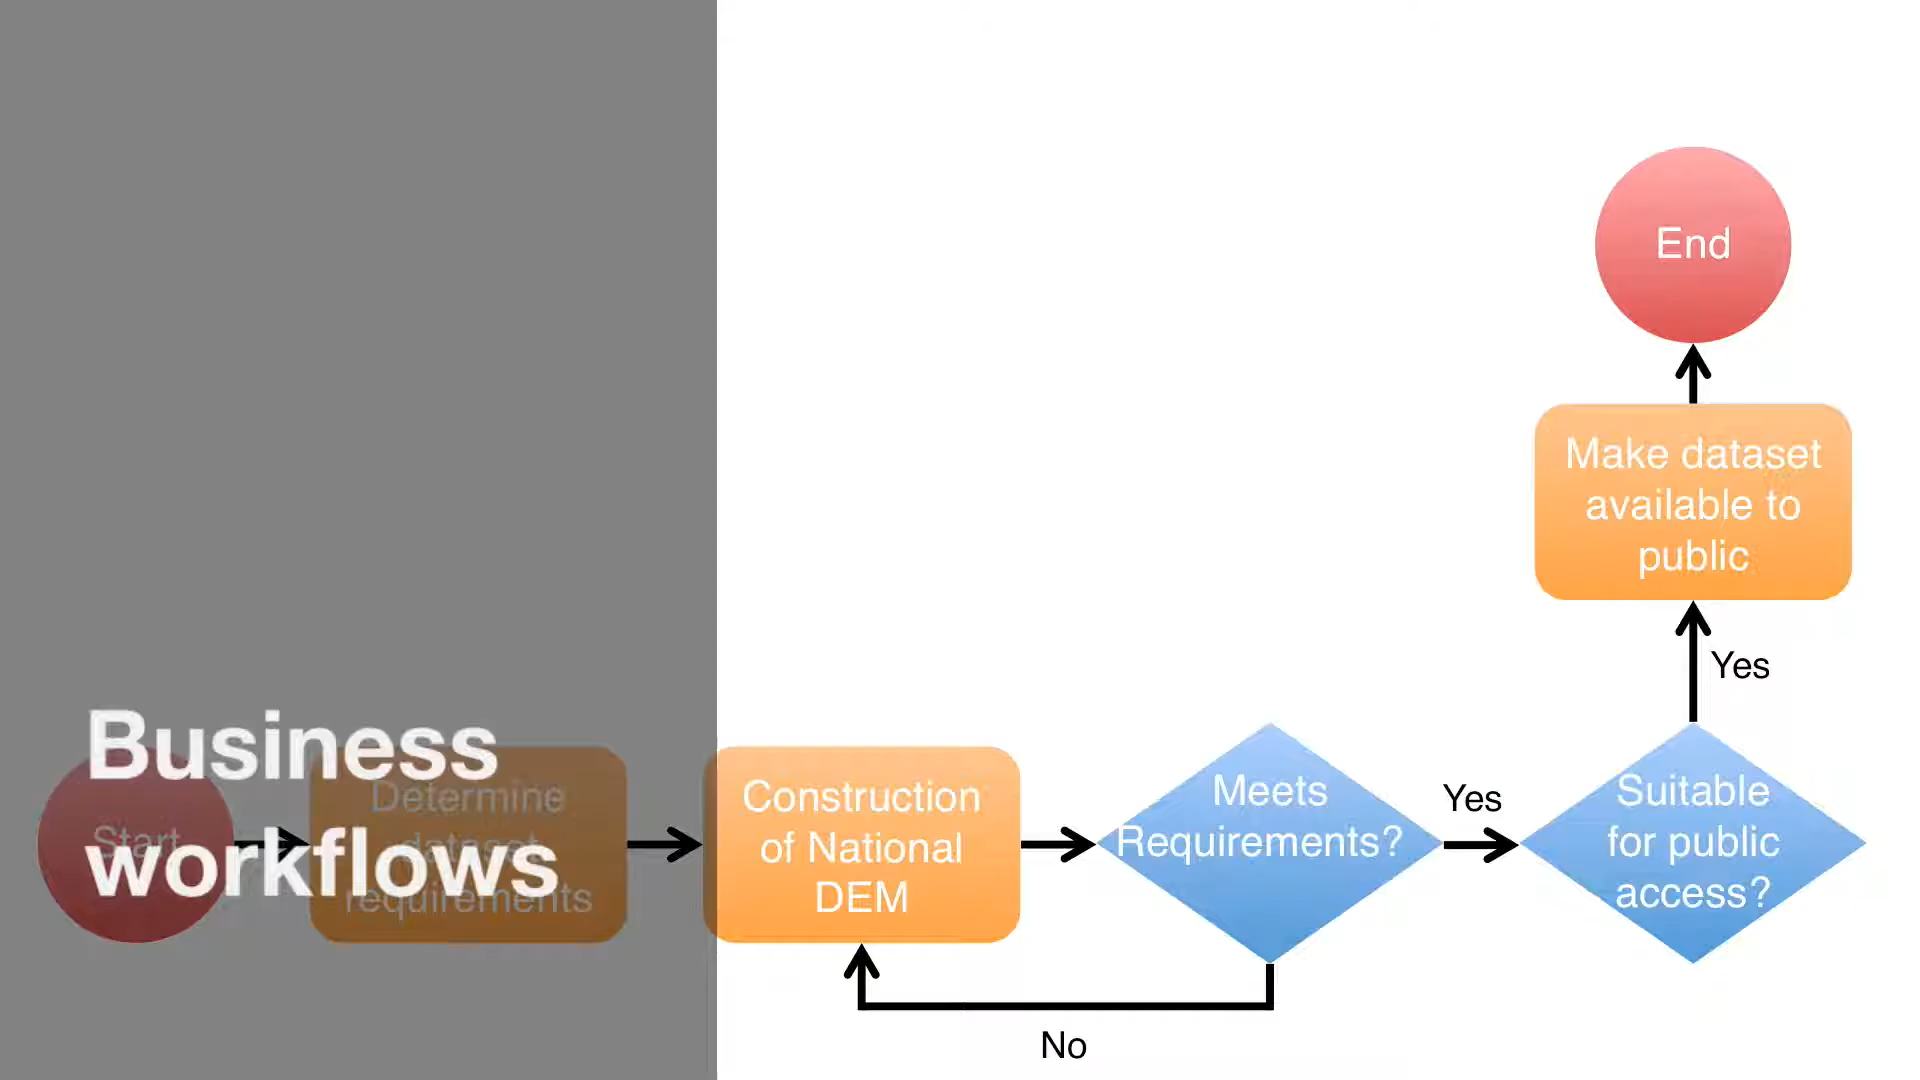 Business
workflows
Start
Determine
dataset
requirements
Construction
of National
DEM
Meets
Requirements?
No
Yes
Suitable
for public
access?
Yes
Make dataset
available to
public
End